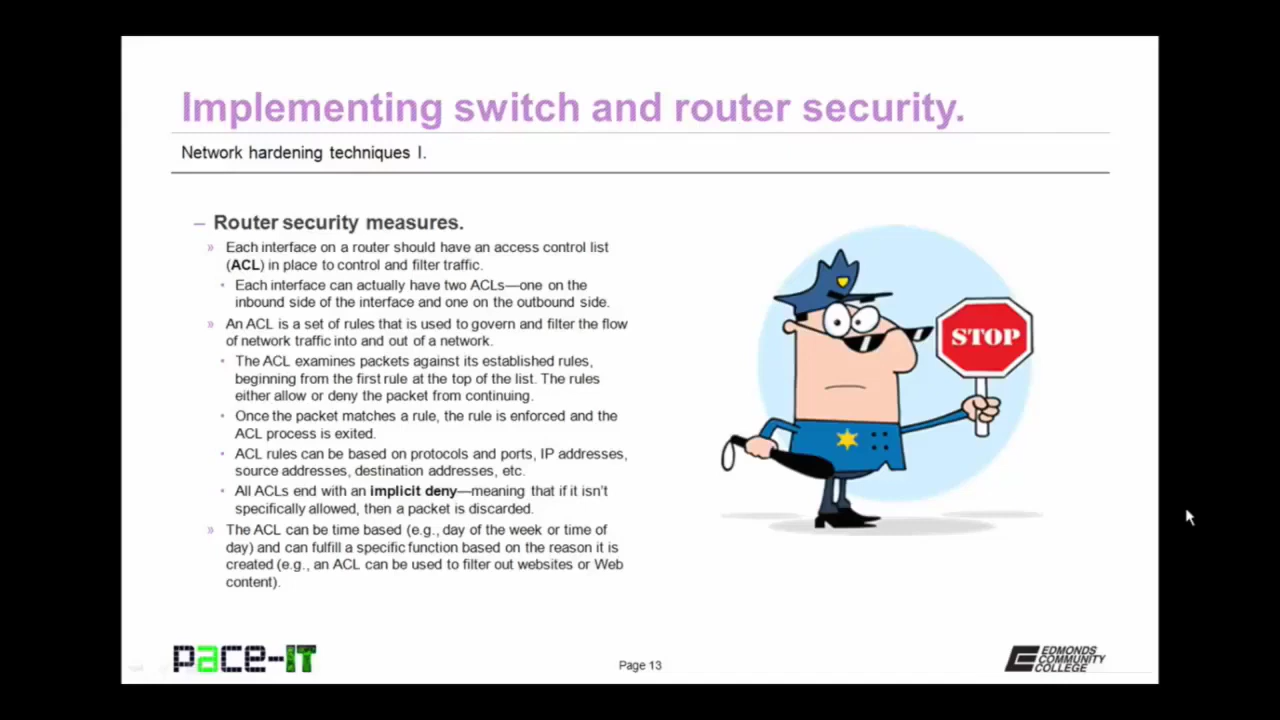 Implementing switch and router security.
Network hardening techniques I.
– Router security measures.
» Each interface on a router should have an access control list
(ACL) in place to control and filter traffic.
• Each interface can actually have two ACLs—one on the
inbound side of the interface and one on the outbound side.
» An ACL is a set of rules that is used to govern and filter the flow
of network traffic into and out of a network.
• The ACL examines packets against its established rules,
beginning from the first rule at the top of the list. The rules
either allow or deny the packet from continuing.
• Once the packet matches a rule, the rule is enforced and the
ACL process is exited.
• ACL rules can be based on protocols and ports, IP addresses,
source addresses, destination addresses, etc.
• All ACLs end with an implicit deny—meaning that if it isn't
specifically allowed, then a packet is discarded.
» The ACL can be time based (e.g., day of the week or time of
day) and can fulfill a specific function based on the reason it is
created (e.g., an ACL can be used to filter out websites or Web
content).
STOP
pace-IT
Page 13
EDMONDS
COMMUNITY
COLLEGE